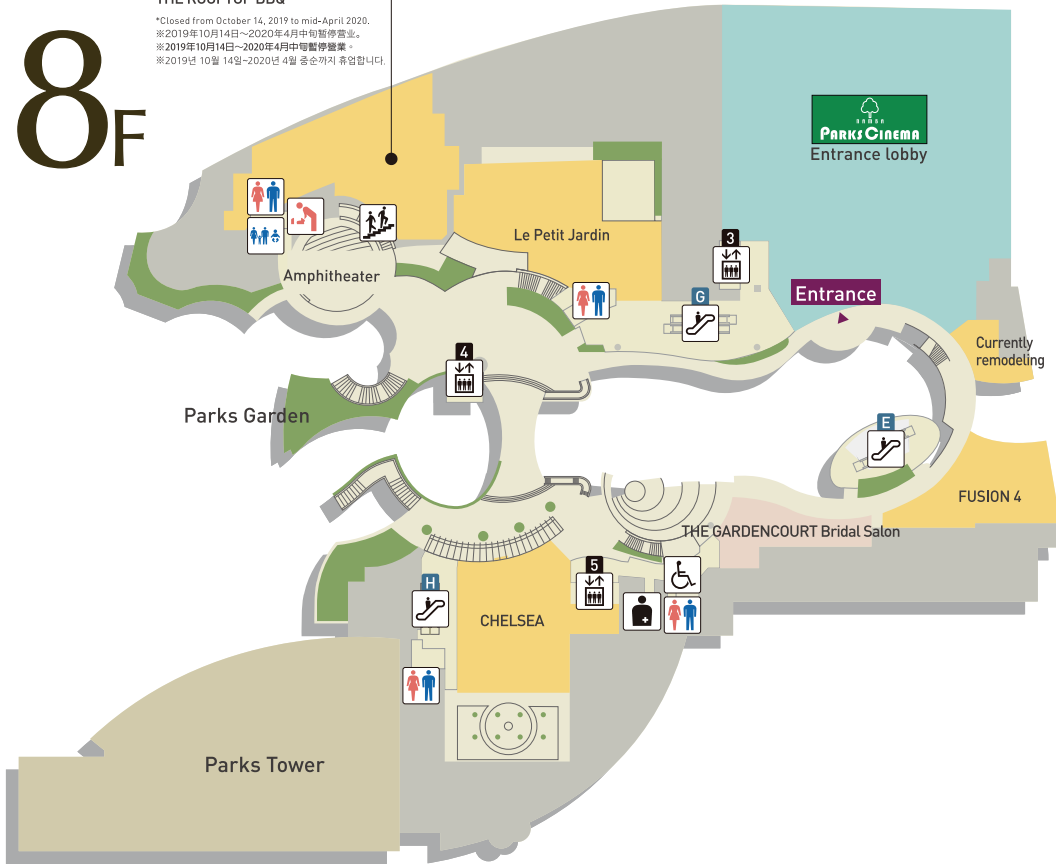 THE ROOFTOP BBQ
*Closed from October 14, 2019 to mid-April 2020.
※2019年10月14日～2020年4月中旬暂停营业。
※2019年10月14日～2020年4月中旬暫停營業。
※2019년 10월 14일~2020년 4월 중순까지 휴업합니다.
8F
NAMBA
PARKS CINEMA
Entrance lobby
Le Petit Jardin
3
Amphitheater
G
Entrance
Currently
remodeling
4
Parks Garden
E
FUSION 4
THE GARDENCOURT Bridal Salon
5
H
CHELSEA
Parks Tower